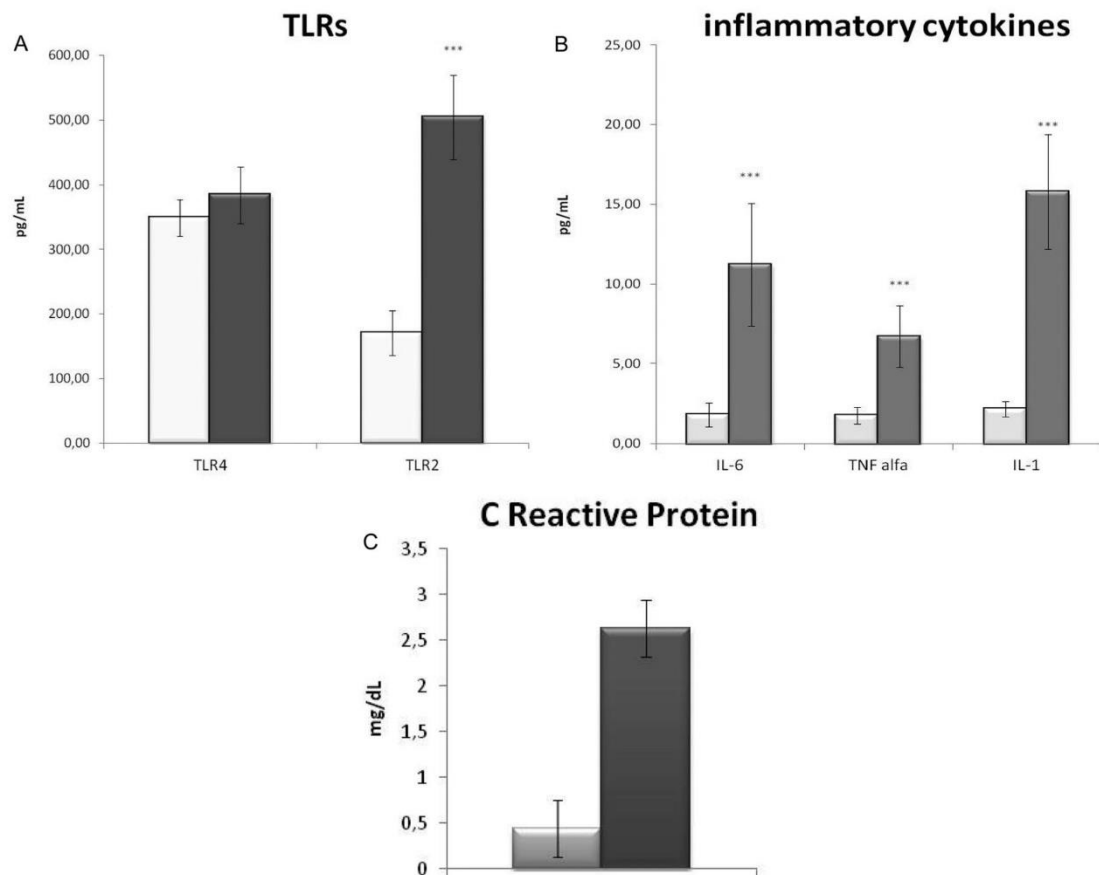 A
TLRs
***
600,00
500,00
400,00
300,00
200,00
100,00
0,00
pg/mL
TLR4
TLR2
B
inflammatory cytokines
25,00
20,00
15,00
10,00
5,00
0,00
pg/mL
***
***
***
IL-6
TNF alfa
IL-1
C
C Reactive Protein
3,5
3
2,5
2
1,5
1
0,5
0
mg/dL